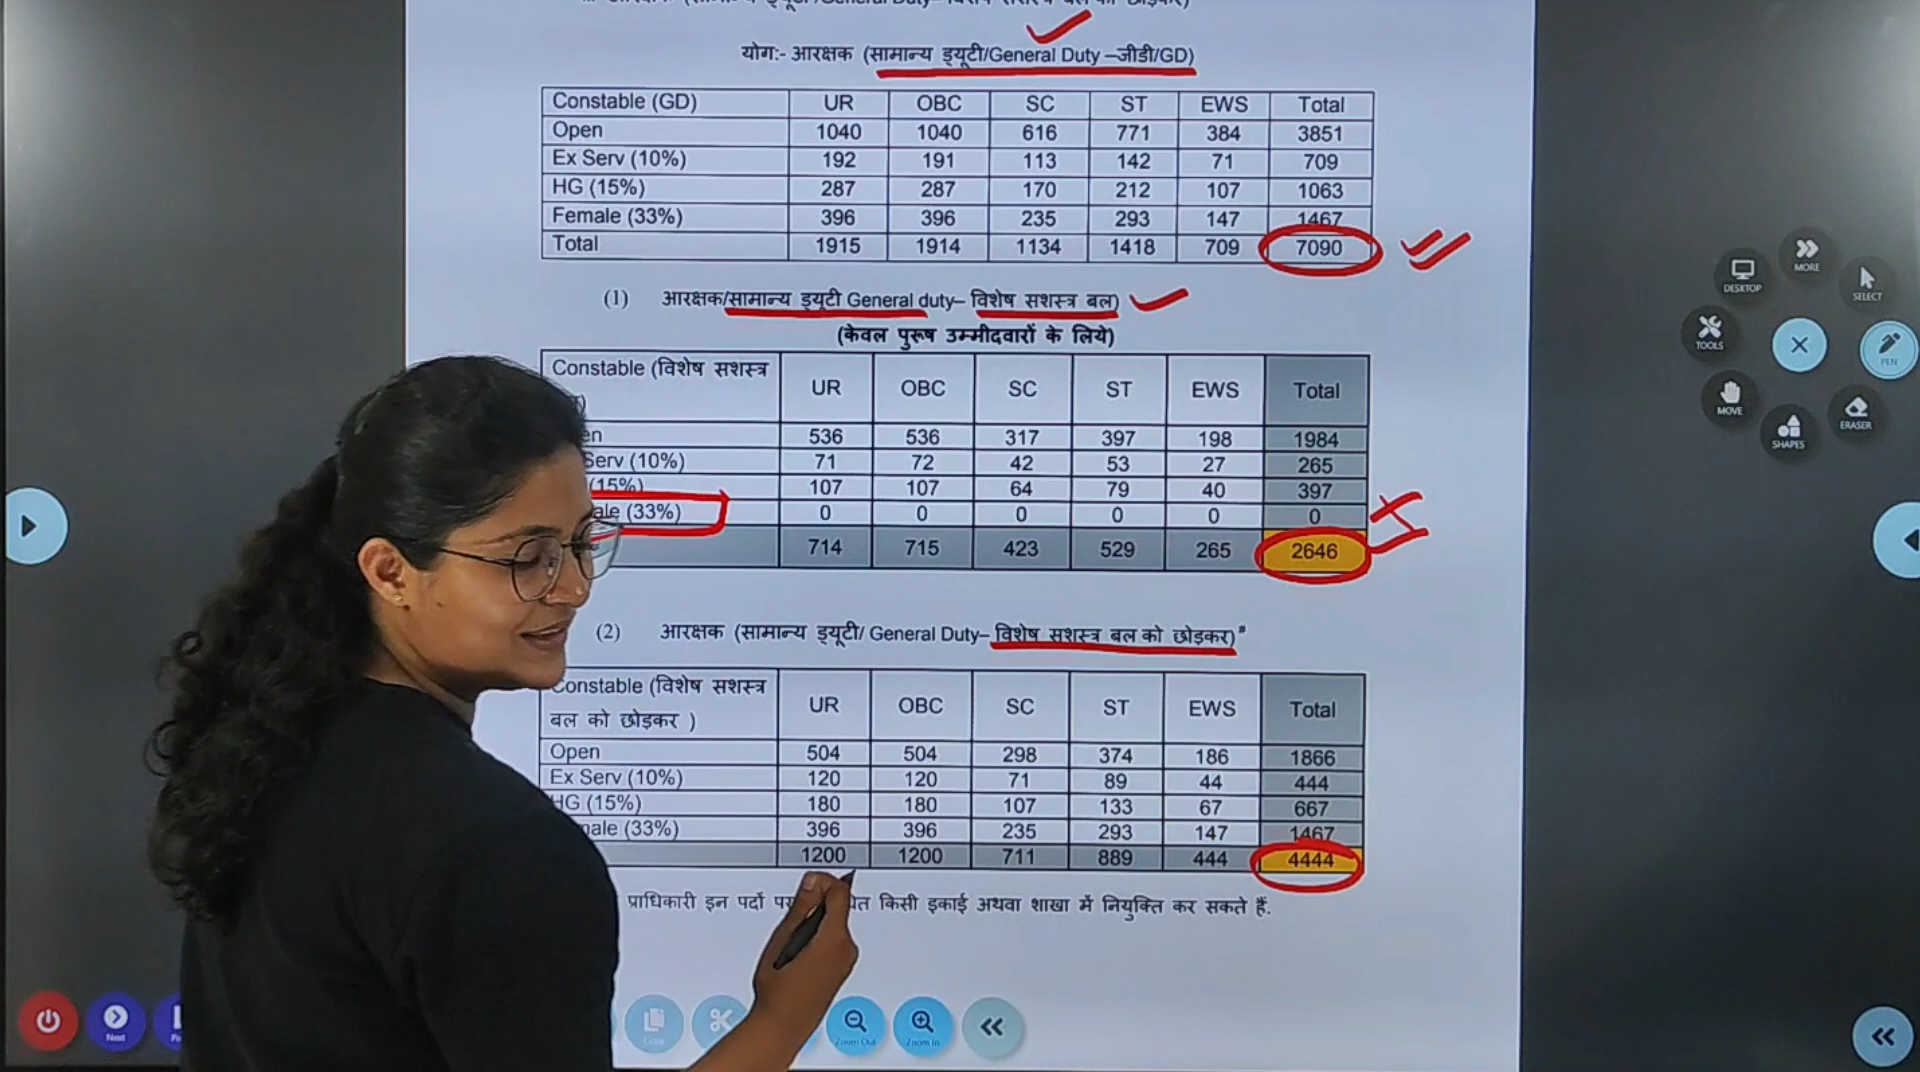 योग:- आरक्षक (सामान्य ड्यूटी/General Duty –जीडी/GD)
Constable (GD) UR OBC SC ST EWS Total
Open 1040 1040 616 771 384 3851
Ex Serv (10%) 192 191 113 142 71 709
HG (15%) 287 287 170 212 107 1063
Female (33%) 396 396 235 293 147 1467
Total 1915 1914 1134 1418 709 7090
(1) आरक्षक/सामान्य ड्यूटी General duty– विशेष सशस्त्र बल)
(केवल पुरूष उम्मीदवारों के लिये)
Constable (विशेष सशस्त्र UR OBC SC ST EWS Total
536 536 317 397 198 1984
Serv (10%) 71 72 42 53 27 265
(15%) 107 107 64 79 40 397
(33%) 0 0 0 0 0 0
714 715 423 529 265 2646
(2) आरक्षक (सामान्य ड्यूटी/ General Duty– विशेष सशस्त्र बल को छोड़कर)#
Constable (विशेष सशस्त्र बल को छोड़कर ) UR OBC SC ST EWS Total
Open 504 504 298 374 186 1866
Ex Serv (10%) 120 120 71 89 44 444
HG (15%) 180 180 107 133 67 667
(33%) 396 396 235 293 147 1467
1200 1200 711 889 444 4444
प्राधिकारी इन पदों किसी इकाई अथवा शाखा में नियुक्ति कर सकते हैं.
MORE
DESKTOP
SELECT
TOOLS
PEN
MOVE
ERASER
SHAPES
Next
Copy
Zoom Out
Zoom In